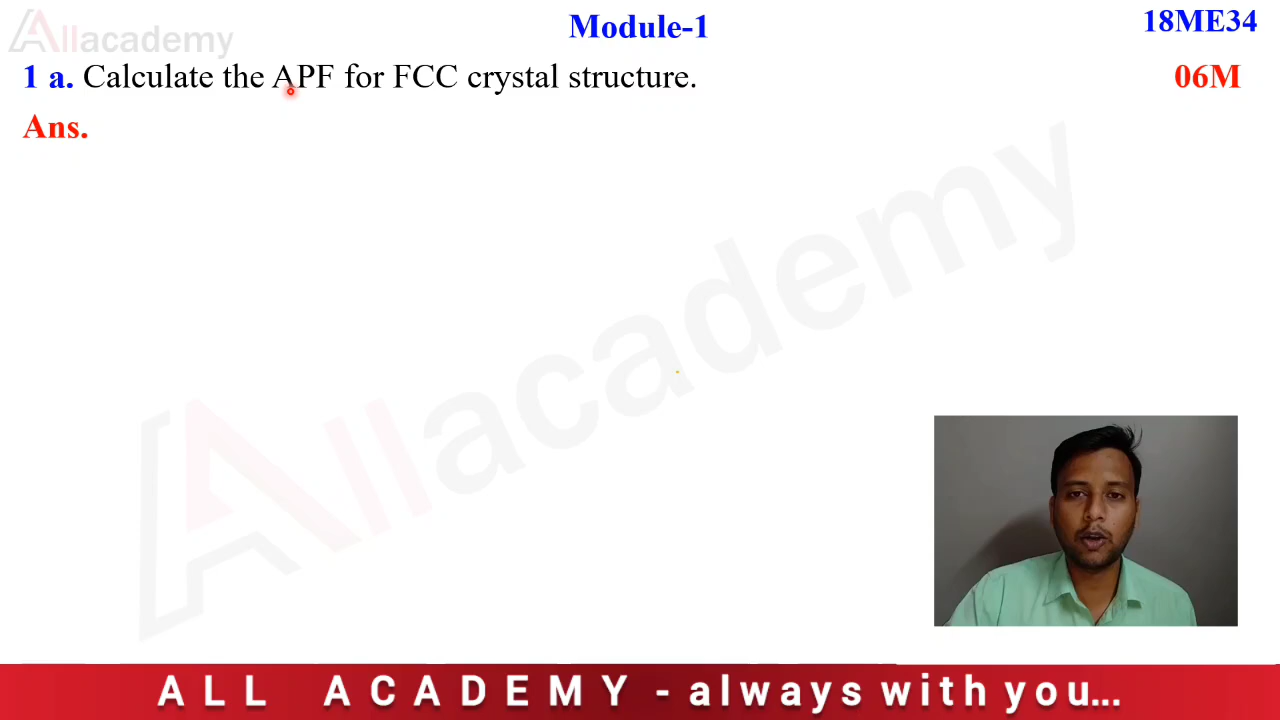 Allacademy
Module-1
18ME34
1 a. Calculate the APF for FCC crystal structure.
06M
Ans.
Allacademy
ALL ACADEMY - always with you...